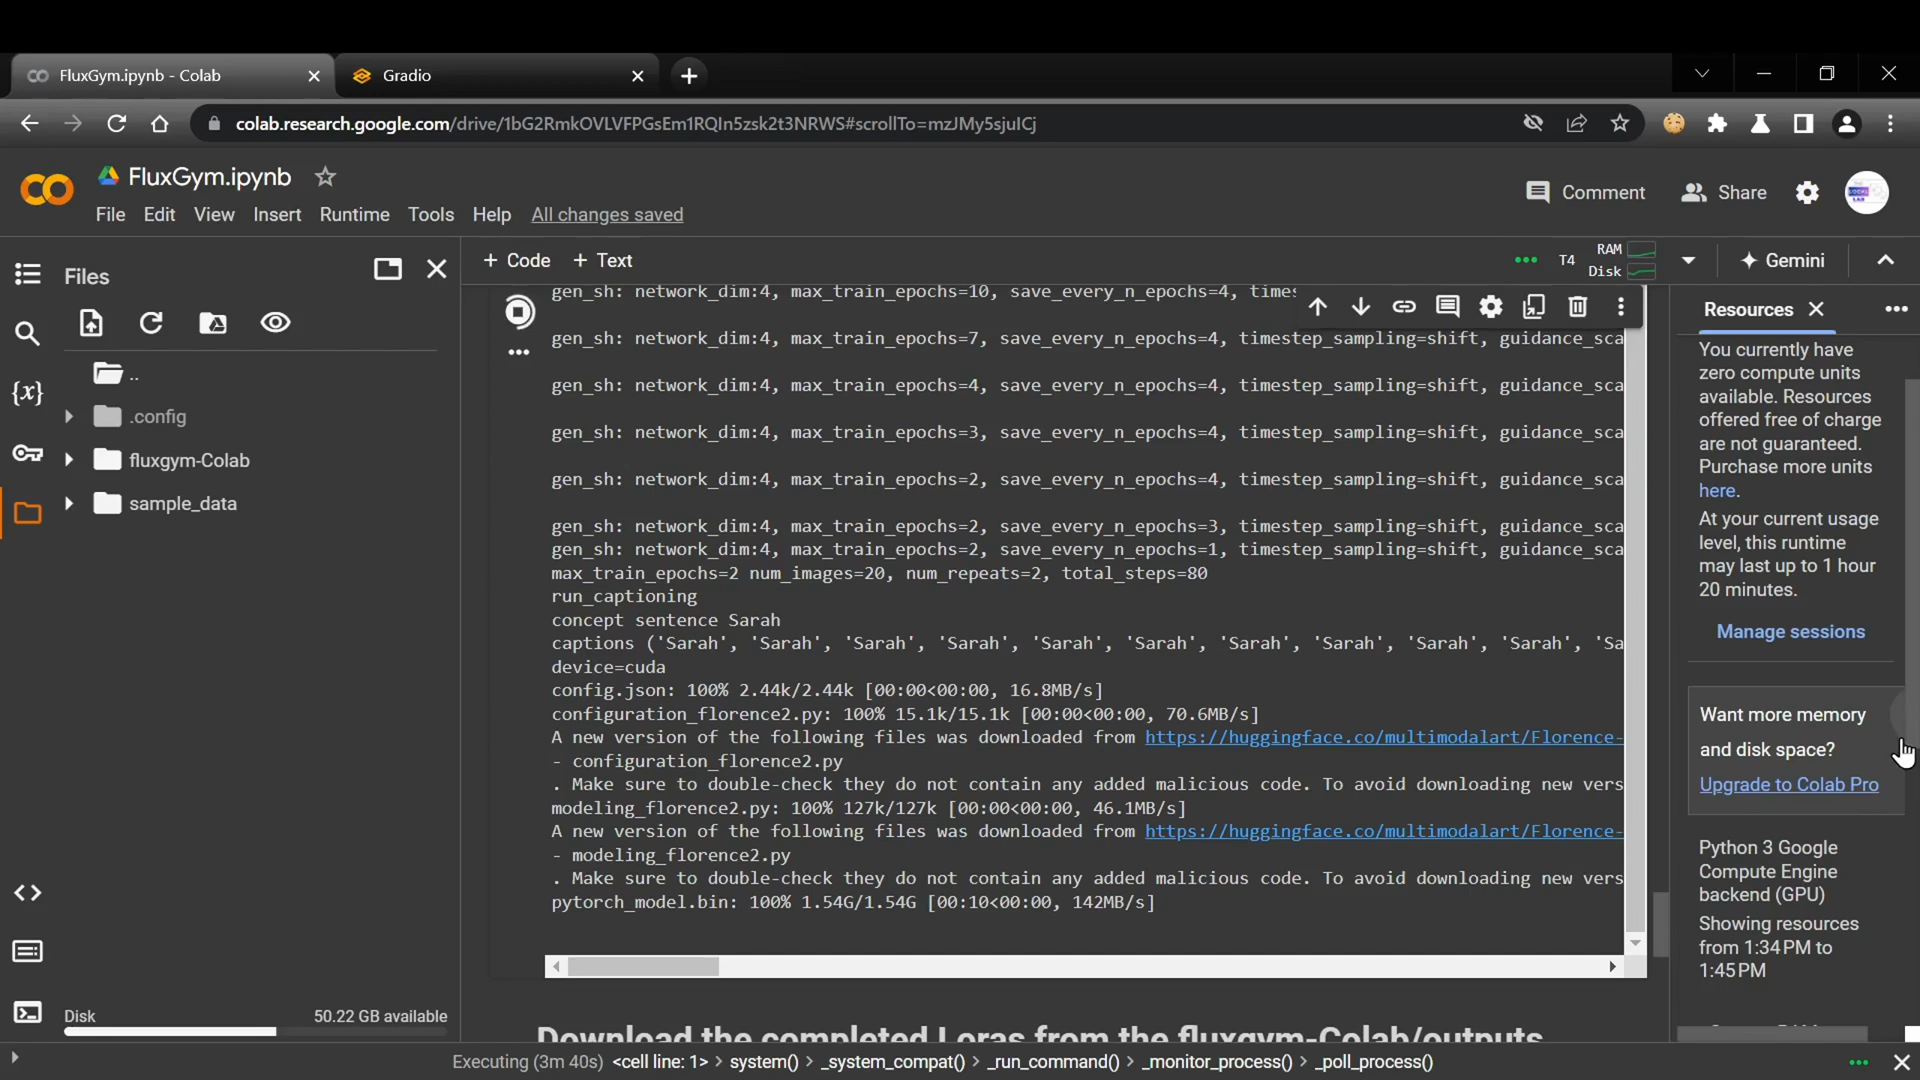 FluxGym.ipynb - Colab
Gradio
colab.research.google.com/drive/1bG2RmkOVLVFPGsEm1RQIn5zsk2t3NRWS#scrollTo=mzJMy5sjuICj
FluxGym.ipynb
Comment
Share
File Edit View Insert Runtime Tools Help All changes saved
Files
+ Code + Text
T4
RAM
Disk
Gemini
..
.config
fluxgym-Colab
sample_data
Disk
50.22 GB available
gen_sh: network_dim:4, max_train_epochs=10, save_every_n_epochs=4, times
gen_sh: network_dim:4, max_train_epochs=7, save_every_n_epochs=4, timestep_sampling=shift, guidance_sca
gen_sh: network_dim:4, max_train_epochs=4, save_every_n_epochs=4, timestep_sampling=shift, guidance_sca
gen_sh: network_dim:4, max_train_epochs=3, save_every_n_epochs=4, timestep_sampling=shift, guidance_sca
gen_sh: network_dim:4, max_train_epochs=2, save_every_n_epochs=4, timestep_sampling=shift, guidance_sca
gen_sh: network_dim:4, max_train_epochs=2, save_every_n_epochs=3, timestep_sampling=shift, guidance_sca
gen_sh: network_dim:4, max_train_epochs=2, save_every_n_epochs=1, timestep_sampling=shift, guidance_sca
max_train_epochs=2 num_images=20, num_repeats=2, total_steps=80
run_captioning
concept sentence Sarah
captions ('Sarah', 'Sarah', 'Sarah', 'Sarah', 'Sarah', 'Sarah', 'Sarah', 'Sarah', 'Sarah', 'Sarah', 'Sa
device=cuda
config.json: 100% 2.44k/2.44k [00:00<00:00, 16.8MB/s]
configuration_florence2.py: 100% 15.1k/15.1k [00:00<00:00, 70.6MB/s]
A new version of the following files was downloaded from https://huggingface.co/multimodalart/Florence-
- configuration_florence2.py
. Make sure to double-check they do not contain any added malicious code. To avoid downloading new vers
modeling_florence2.py: 100% 127k/127k [00:00<00:00, 46.1MB/s]
A new version of the following files was downloaded from https://huggingface.co/multimodalart/Florence-
- modeling_florence2.py
. Make sure to double-check they do not contain any added malicious code. To avoid downloading new vers
pytorch_model.bin: 100% 1.54G/1.54G [00:10<00:00, 142MB/s]
Download the completed Loras from the fluxgym-Colab/outputs
Resources
You currently have
zero compute units
available. Resources
offered free of charge
are not guaranteed.
Purchase more units
here.
At your current usage
level, this runtime
may last up to 1 hour
20 minutes.
Manage sessions
Want more memory
and disk space?
Upgrade to Colab Pro
Python 3 Google
Compute Engine
backend (GPU)
Showing resources
from 1:34 PM to
1:45 PM
Executing (3m 40s) <cell line: 1> > system() > _system_compat() > _run_command() > _monitor_process() > _poll_process()